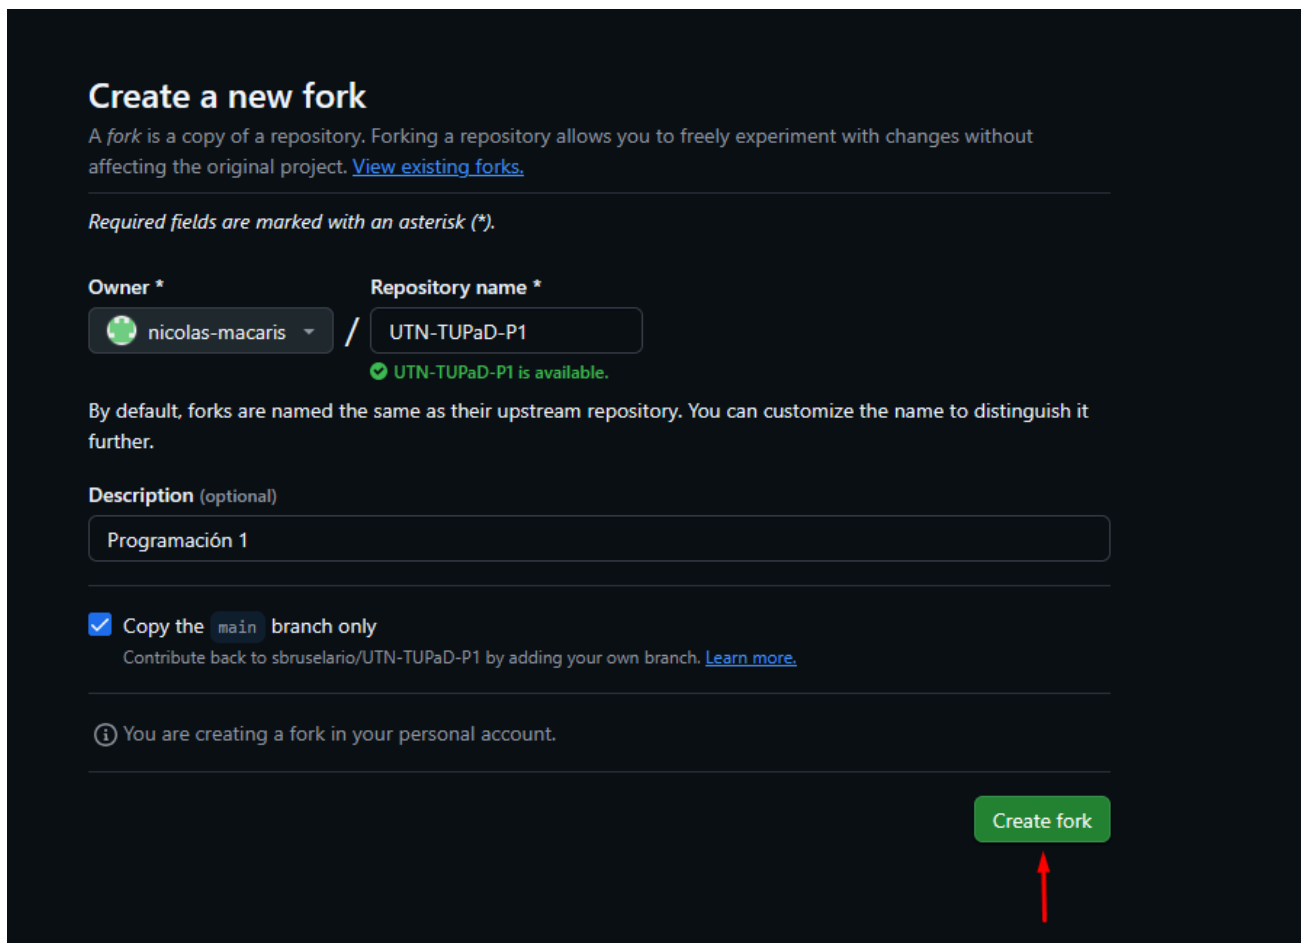 Create a new fork
A fork is a copy of a repository. Forking a repository allows you to freely experiment with changes without
affecting the original project. View existing forks.
Required fields are marked with an asterisk (*).
Owner *
Repository name *
nicolas-macaris / UTN-TUPaD-P1
UTN-TUPaD-P1 is available.
By default, forks are named the same as their upstream repository. You can customize the name to distinguish it
further.
Description (optional)
Programación 1
Copy the main branch only
Contribute back to sbruselario/UTN-TUPaD-P1 by adding your own branch. Learn more.
You are creating a fork in your personal account.
Create fork